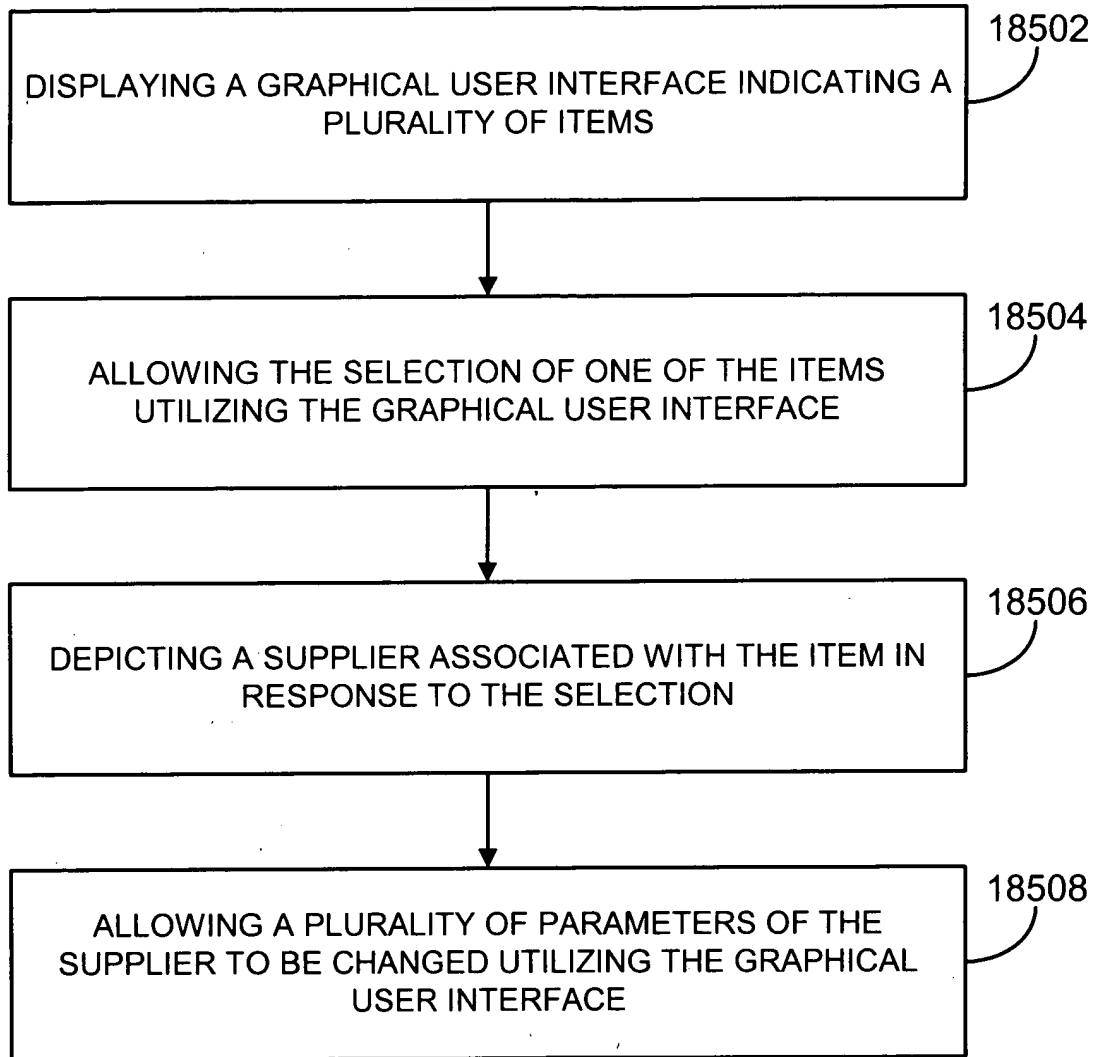 18502
DISPLAYING A GRAPHICAL USER INTERFACE INDICATING A
PLURALITY OF ITEMS
18504
ALLOWING THE SELECTION OF ONE OF THE ITEMS
UTILIZING THE GRAPHICAL USER INTERFACE
18506
DEPICTING A SUPPLIER ASSOCIATED WITH THE ITEM IN
RESPONSE TO THE SELECTION
18508
ALLOWING A PLURALITY OF PARAMETERS OF THE
SUPPLIER TO BE CHANGED UTILIZING THE GRAPHICAL
USER INTERFACE